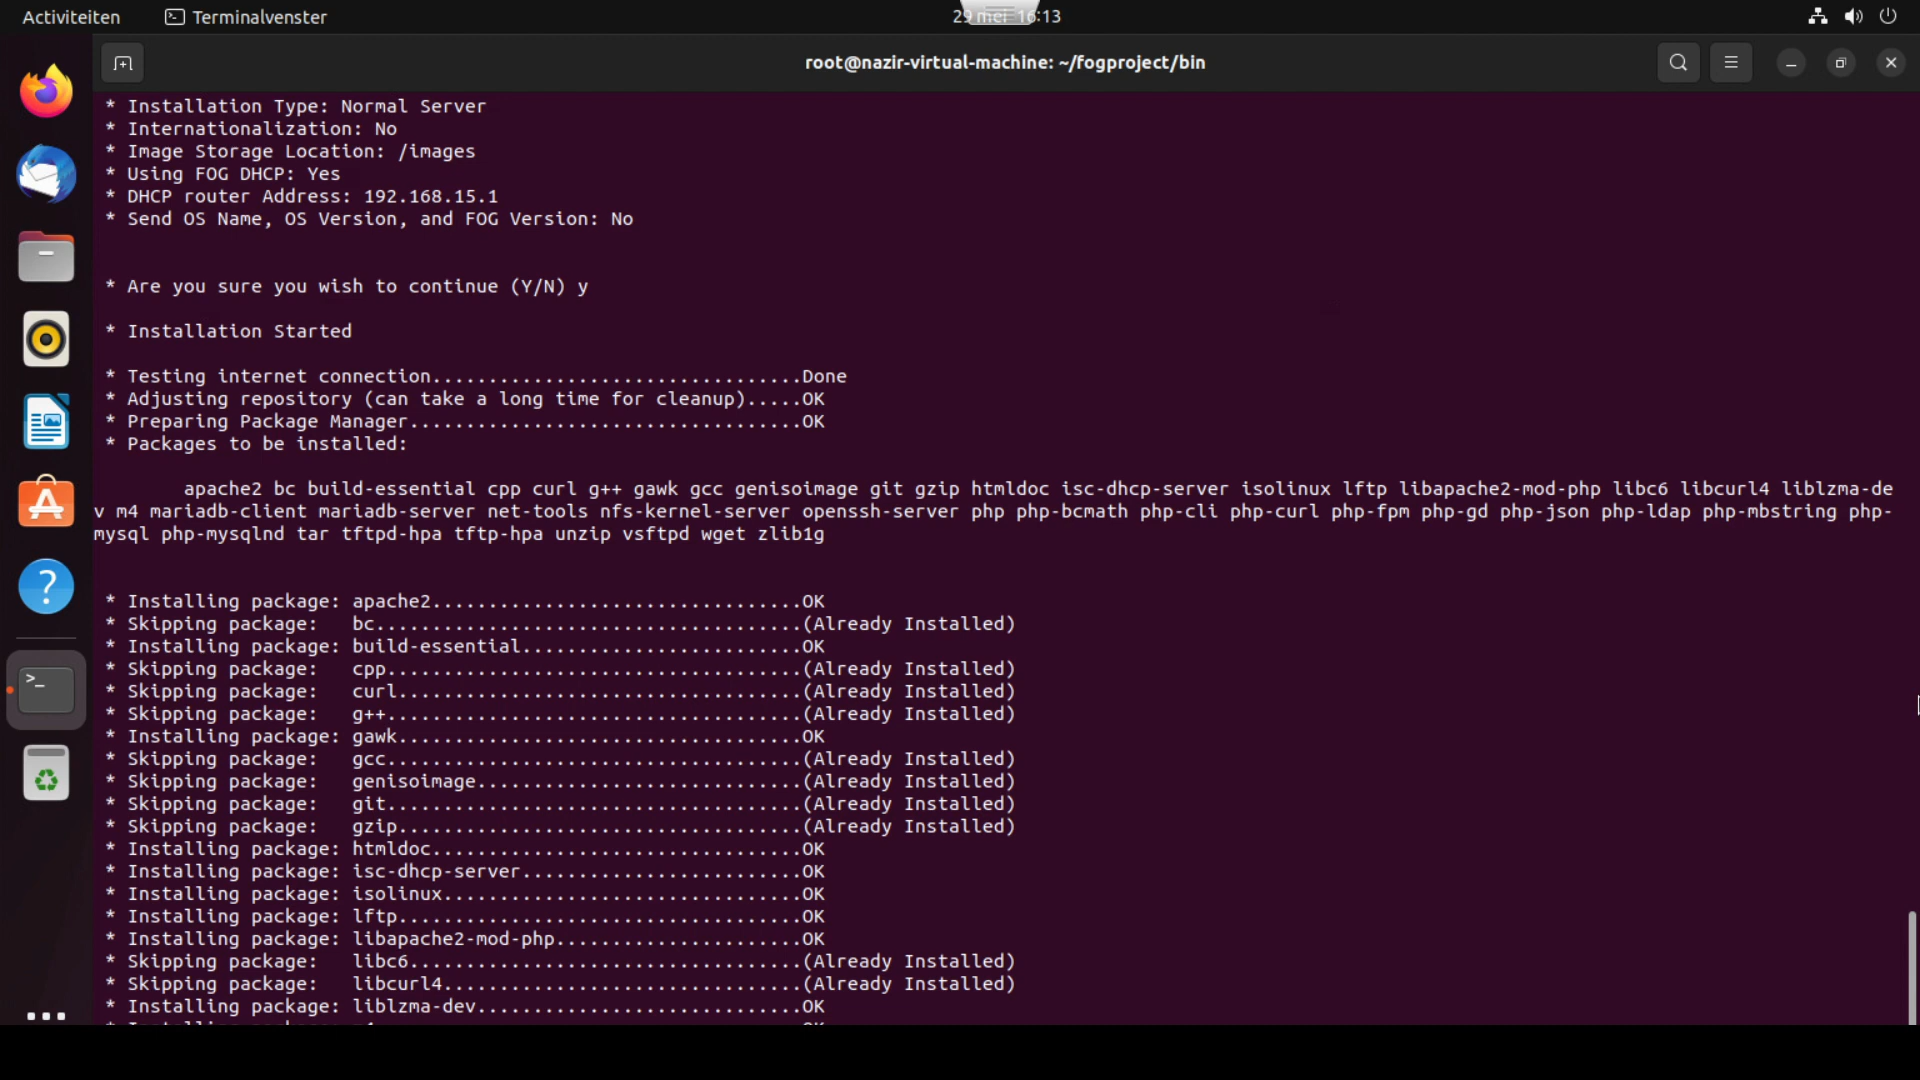 Activiteiten
Terminalvenster
29 mei 16:13
root@nazir-virtual-machine: ~/fogproject/bin
* Installation Type: Normal Server
* Internationalization: No
* Image Storage Location: /images
* Using FOG DHCP: Yes
* DHCP router Address: 192.168.15.1
* Send OS Name, OS Version, and FOG Version: No
* Are you sure you wish to continue (Y/N) y
* Installation Started
* Testing internet connection.................................Done
* Adjusting repository (can take a long time for cleanup).....OK
* Preparing Package Manager...................................OK
* Packages to be installed:
apache2 bc build-essential cpp curl g++ gawk gcc genisoimage git gzip htmldoc isc-dhcp-server isolinux lftp libapache2-mod-php libc6 libcurl4 liblzma-de
v m4 mariadb-client mariadb-server net-tools nfs-kernel-server openssh-server php php-bcmath php-cli php-curl php-fpm php-gd php-json php-ldap php-mbstring php-
mysql php-mysqlnd tar tftpd-hpa tftp-hpa unzip vsftpd wget zlib1g
* Installing package: apache2.................................OK
* Skipping package:   bc......................................(Already Installed)
* Installing package: build-essential.........................OK
* Skipping package:   cpp.....................................(Already Installed)
* Skipping package:   curl....................................(Already Installed)
* Skipping package:   g++.....................................(Already Installed)
* Installing package: gawk....................................OK
* Skipping package:   gcc.....................................(Already Installed)
* Skipping package:   genisoimage.............................(Already Installed)
* Skipping package:   git.....................................(Already Installed)
* Skipping package:   gzip....................................(Already Installed)
* Installing package: htmldoc.................................OK
* Installing package: isc-dhcp-server.........................OK
* Installing package: isolinux................................OK
* Installing package: lftp....................................OK
* Installing package: libapache2-mod-php......................OK
* Skipping package:   libc6...................................(Already Installed)
* Skipping package:   libcurl4................................(Already Installed)
* Installing package: liblzma-dev.............................OK